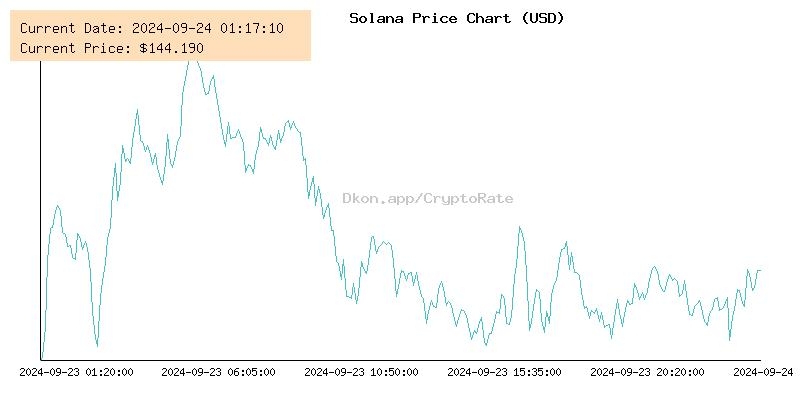 Solana Price Chart (USD)
Current Date: 2024-09-24 01:17:10
Current Price: $144.190
Dkon.app/CryptoRate
2024-09-23 01:20:00 2024-09-23 06:05:00 2024-09-23 10:50:00 2024-09-23 15:35:00 2024-09-23 20:20:00 2024-09-24